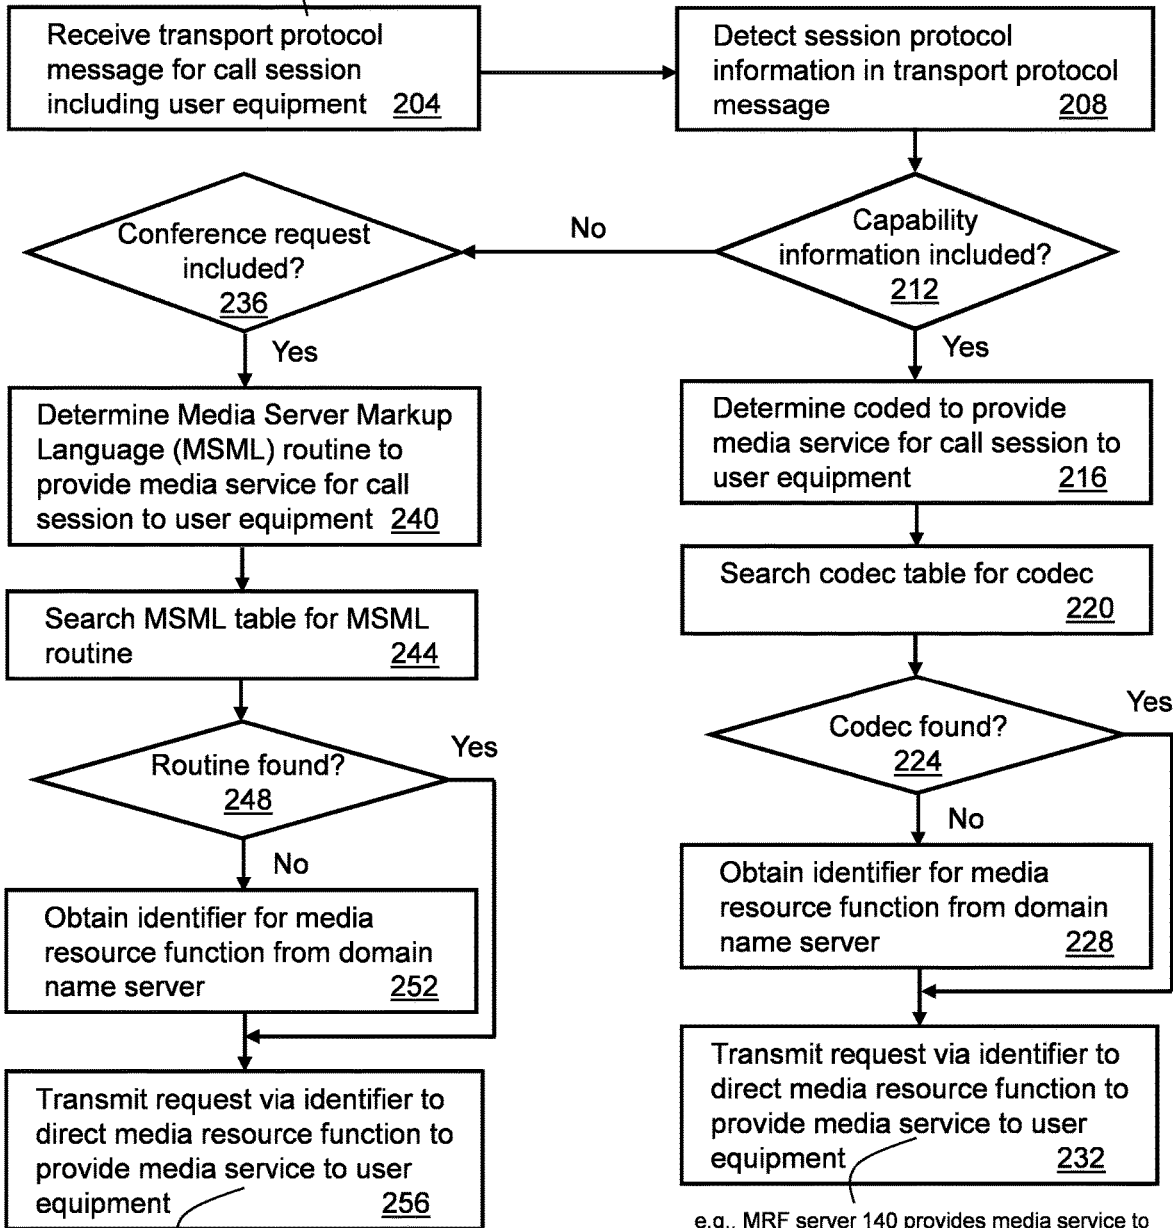 Receive transport protocol
message for call session
including user equipment 204
Detect session protocol
information in transport protocol
message 208
Capability
information included?
212
No
Yes
Conference request
included?
236
Yes
Determine Media Server Markup
Language (MSML) routine to
provide media service for call
session to user equipment 240
Search MSML table for MSML
routine 244
Routine found?
248
Yes
No
Obtain identifier for media
resource function from domain
name server 252
Transmit request via identifier to
direct media resource function to
provide media service to user
equipment 256
Determine coded to provide
media service for call session to
user equipment 216
Search codec table for codec
220
Codec found?
224
Yes
No
Obtain identifier for media
resource function from domain
name server 228
Transmit request via identifier to
direct media resource function to
provide media service to user
equipment 232
e.g., MRF server 140 provides media service to